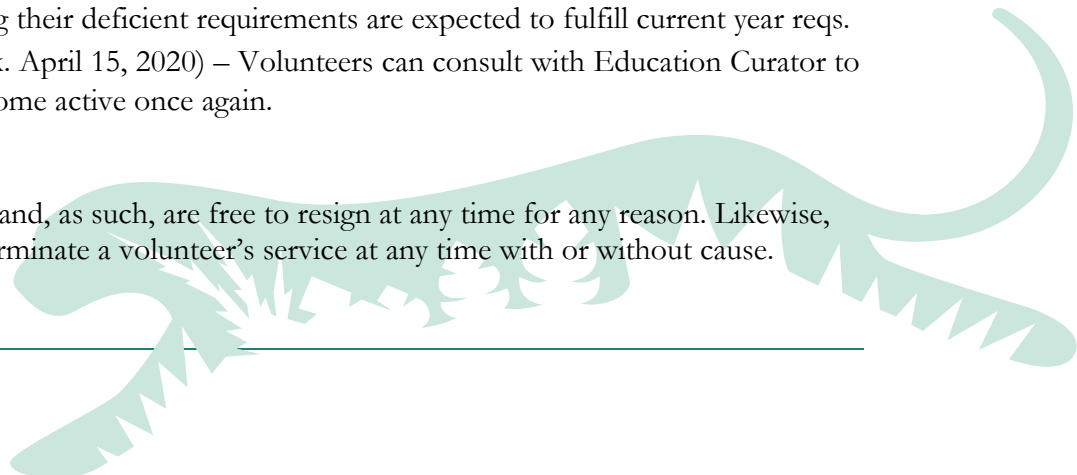 their deficient requirements are expected to fulfill current year reqs.
April 15, 2020) – Volunteers can consult with Education Curator to
active once again.
and, as such, are free to resign at any time for any reason. Likewise,
a volunteer’s service at any time with or without cause.